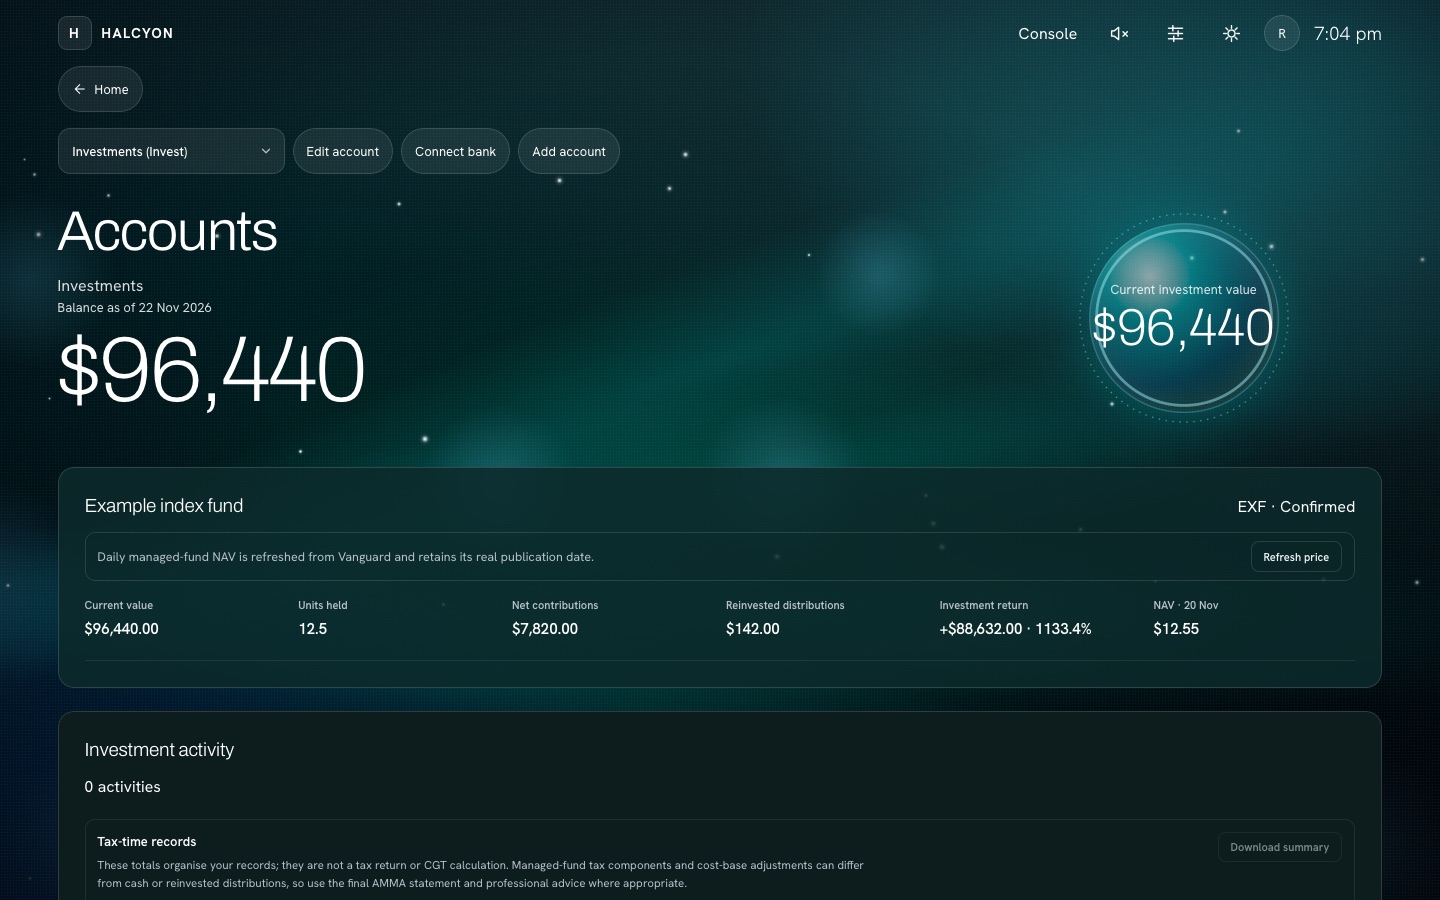 H HALCYON
Console
R 7:04 pm
Home
Investments (Invest)
Edit account
Connect bank
Add account
Accounts
Investments
Balance as of 22 Nov 2026
$96,440
Current investment value
$96,440
Example index fund
EXF · Confirmed
Daily managed-fund NAV is refreshed from Vanguard and retains its real publication date.
Refresh price
Current value
$96,440.00
Units held
12.5
Net contributions
$7,820.00
Reinvested distributions
$142.00
Investment return
+$88,632.00 · 1133.4%
NAV · 20 Nov
$12.55
Investment activity
0 activities
Tax-time records
Download summary
These totals organise your records; they are not a tax return or CGT calculation. Managed-fund tax components and cost-base adjustments can differ
from cash or reinvested distributions, so use the final AMMA statement and professional advice where appropriate.